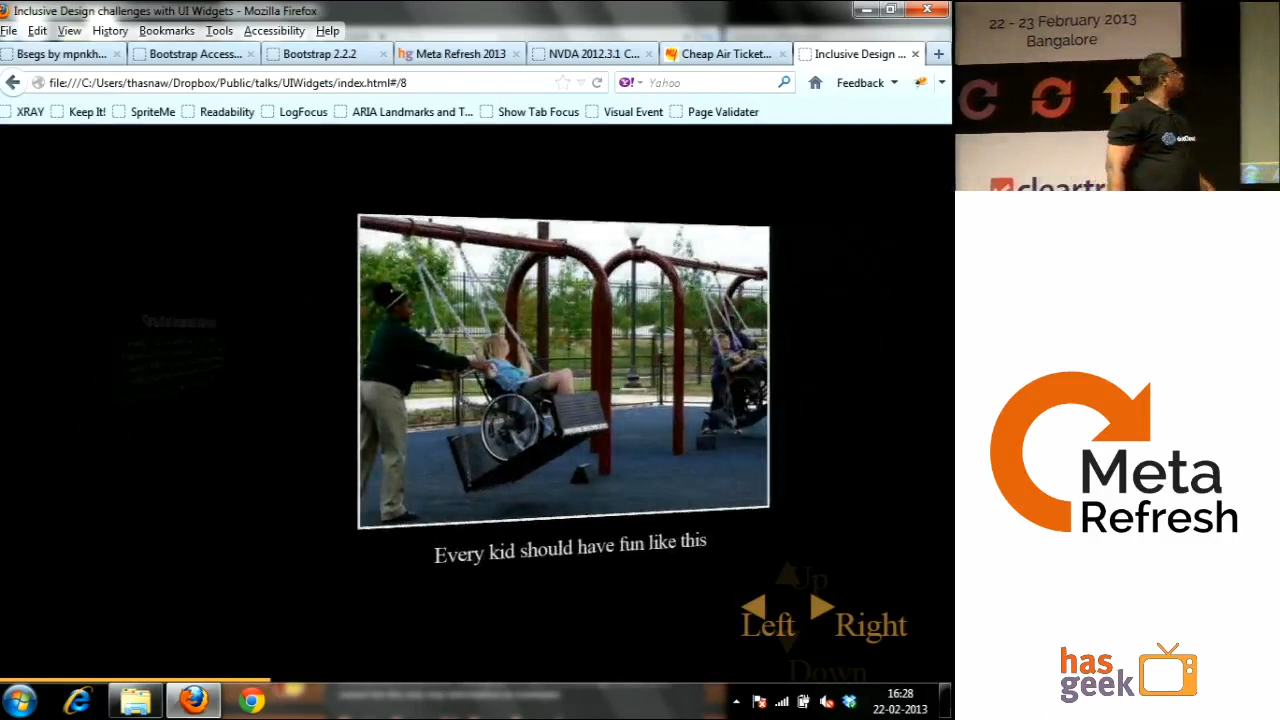 Inclusive Design challenges with UI Widgets - Mozilla Firefox
File Edit View History Bookmarks Tools Accessibility Help
Bsegs by mpnkh... Bootstrap Access... Bootstrap 2.2.2 hg Meta Refresh 2013 NVDA 2012.3.1 C... Cheap Air Ticket... Inclusive Design ...
file:///C:/Users/thasnaw/Dropbox/Public/talks/UIWidgets/index.html#/8 Yahoo Feedback
XRAY Keep It! SpriteMe Readability LogFocus ARIA Landmarks and T... Show Tab Focus Visual Event Page Validater
Every kid should have fun like this
Up
Left Right
Down
16:28
22-02-2013
22 - 23 February 2013
Bangalore
cleartr
Meta
Refresh
has
geek